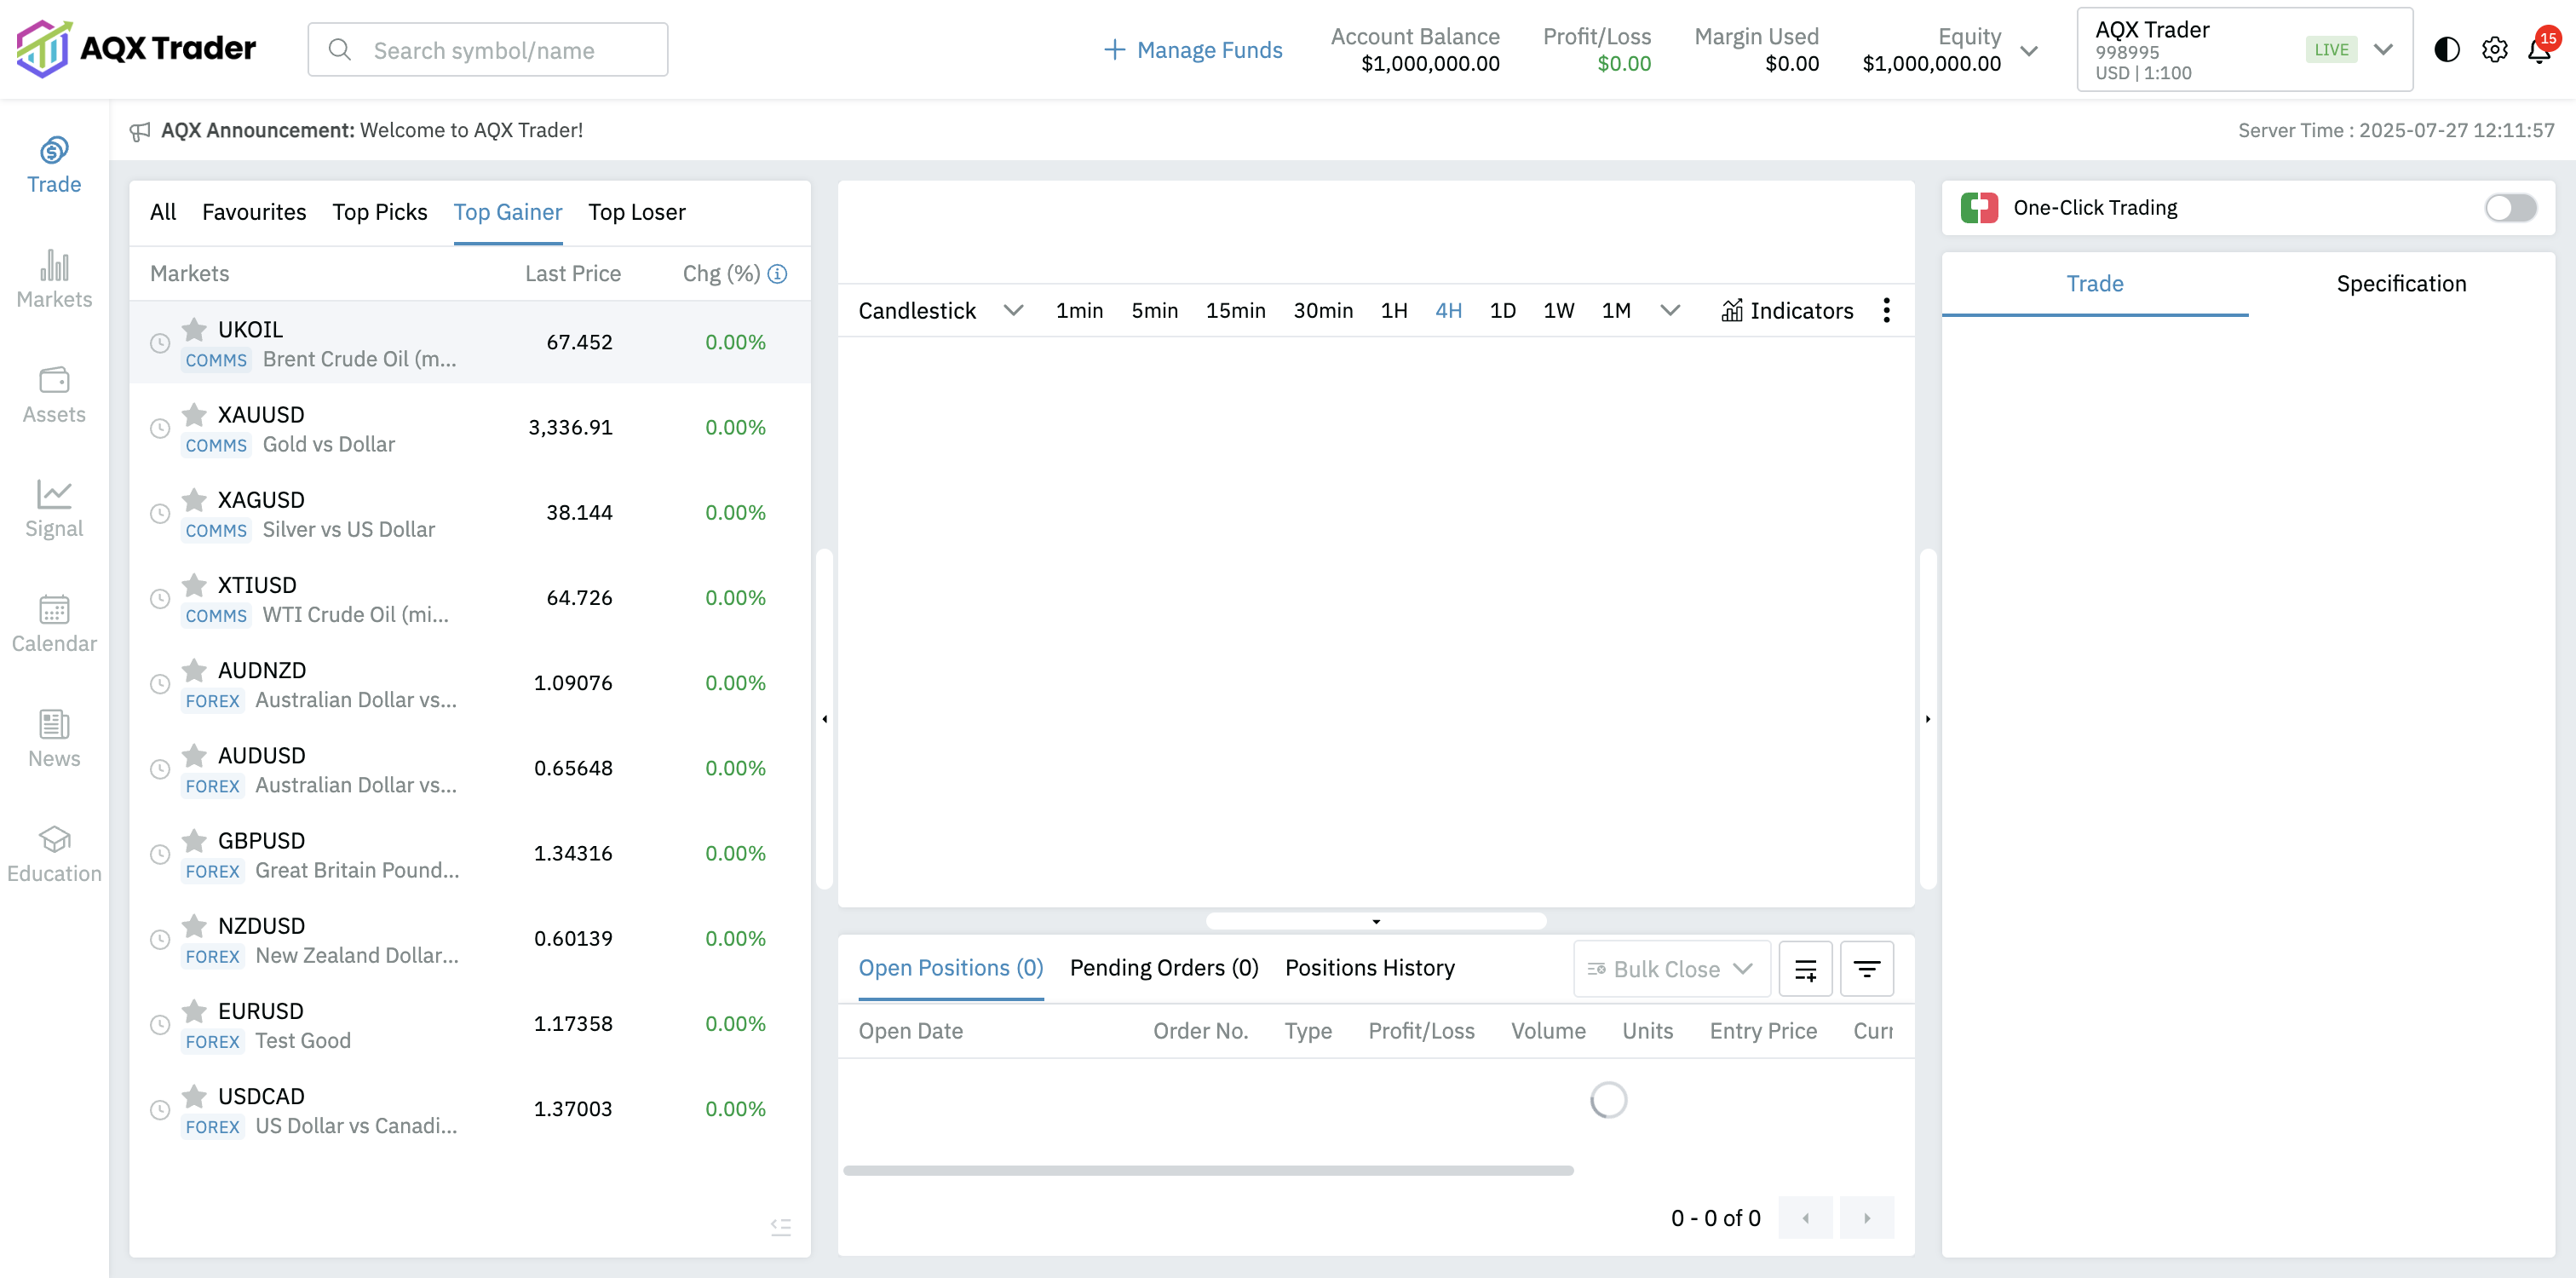 AQX Trader
Search symbol/name
Manage Funds
Account Balance
$1,000,000.00
Profit/Loss
$0.00
Margin Used
$0.00
Equity
$1,000,000.00
AQX Trader
998995
USD | 1:100
LIVE
15
AQX Announcement: Welcome to AQX Trader!
Server Time : 2025-07-27 12:11:57
Trade
Markets
Assets
Signal
Calendar
News
Education
All Favourites Top Picks Top Gainer Top Loser
Markets Last Price Chg (%)
UKOIL
COMMS Brent Crude Oil (m...
67.452 0.00%
XAUUSD
COMMS Gold vs Dollar
3,336.91 0.00%
XAGUSD
COMMS Silver vs US Dollar
38.144 0.00%
XTIUSD
COMMS WTI Crude Oil (mi...
64.726 0.00%
AUDNZD
FOREX Australian Dollar vs...
1.09076 0.00%
AUDUSD
FOREX Australian Dollar vs...
0.65648 0.00%
GBPUSD
FOREX Great Britain Pound...
1.34316 0.00%
NZDUSD
FOREX New Zealand Dollar...
0.60139 0.00%
EURUSD
FOREX Test Good
1.17358 0.00%
USDCAD
FOREX US Dollar vs Canadi...
1.37003 0.00%
Candlestick 1min 5min 15min 30min 1H 4H 1D 1W 1M Indicators
Open Positions (0) Pending Orders (0) Positions History Bulk Close
Open Date Order No. Type Profit/Loss Volume Units Entry Price Curr
0 - 0 of 0
One-Click Trading
Trade Specification